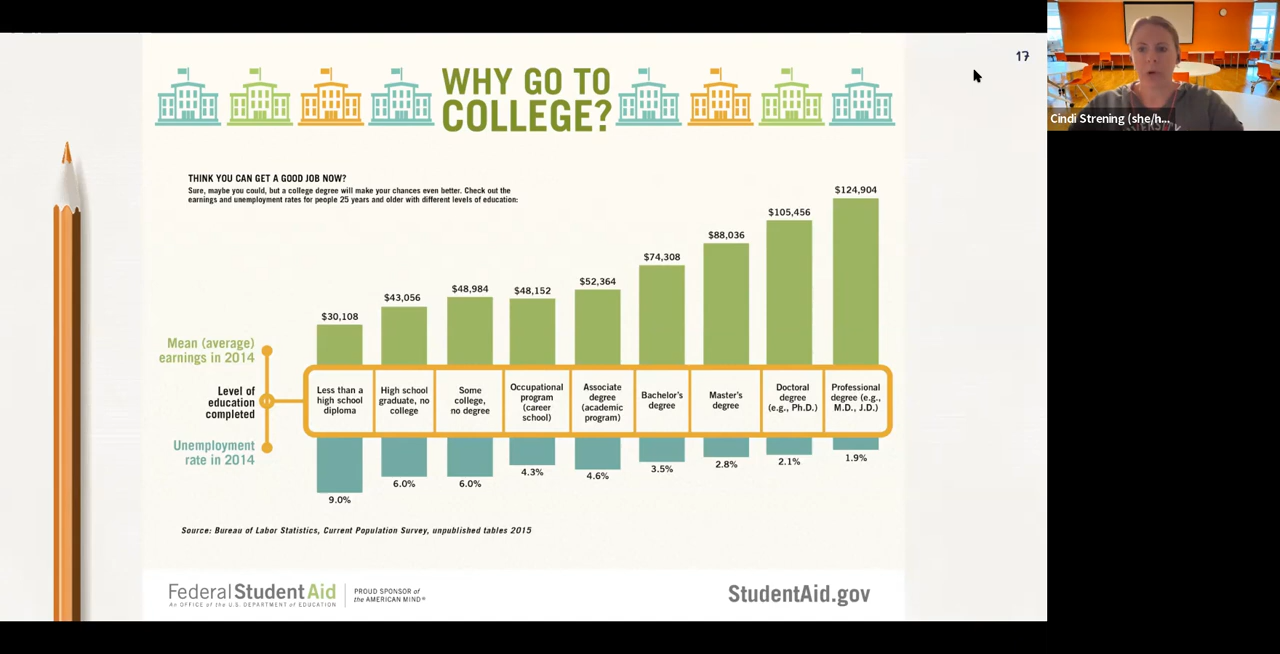 17
WHY GO TO
COLLEGE?
Cindi Strening (she/h...
THINK YOU CAN GET A GOOD JOB NOW?
Sure, maybe you could, but a college degree will make your chances even better. Check out the
earnings and unemployment rates for people 25 years and older with different levels of education:
$30,108
$43,056
$48,984
$48,152
$52,364
$74,308
$88,036
$105,456
$124,904
Mean (average)
earnings in 2014
Level of
education
completed
Less than a
high school
diploma
High school
graduate, no
college
Some
college,
no degree
Occupational
program
(career
school)
Associate
degree
(academic
program)
Bachelor's
degree
Master's
degree
Doctoral
degree
(e.g., Ph.D.)
Professional
degree (e.g.,
M.D., J.D.)
Unemployment
rate in 2014
9.0%
6.0%
6.0%
4.3%
4.6%
3.5%
2.8%
2.1%
1.9%
Source: Bureau of Labor Statistics, Current Population Survey, unpublished tables 2015
Federal Student Aid
An OFFICE of the U.S. DEPARTMENT of EDUCATION
PROUD SPONSOR of
the AMERICAN MIND®
StudentAid.gov